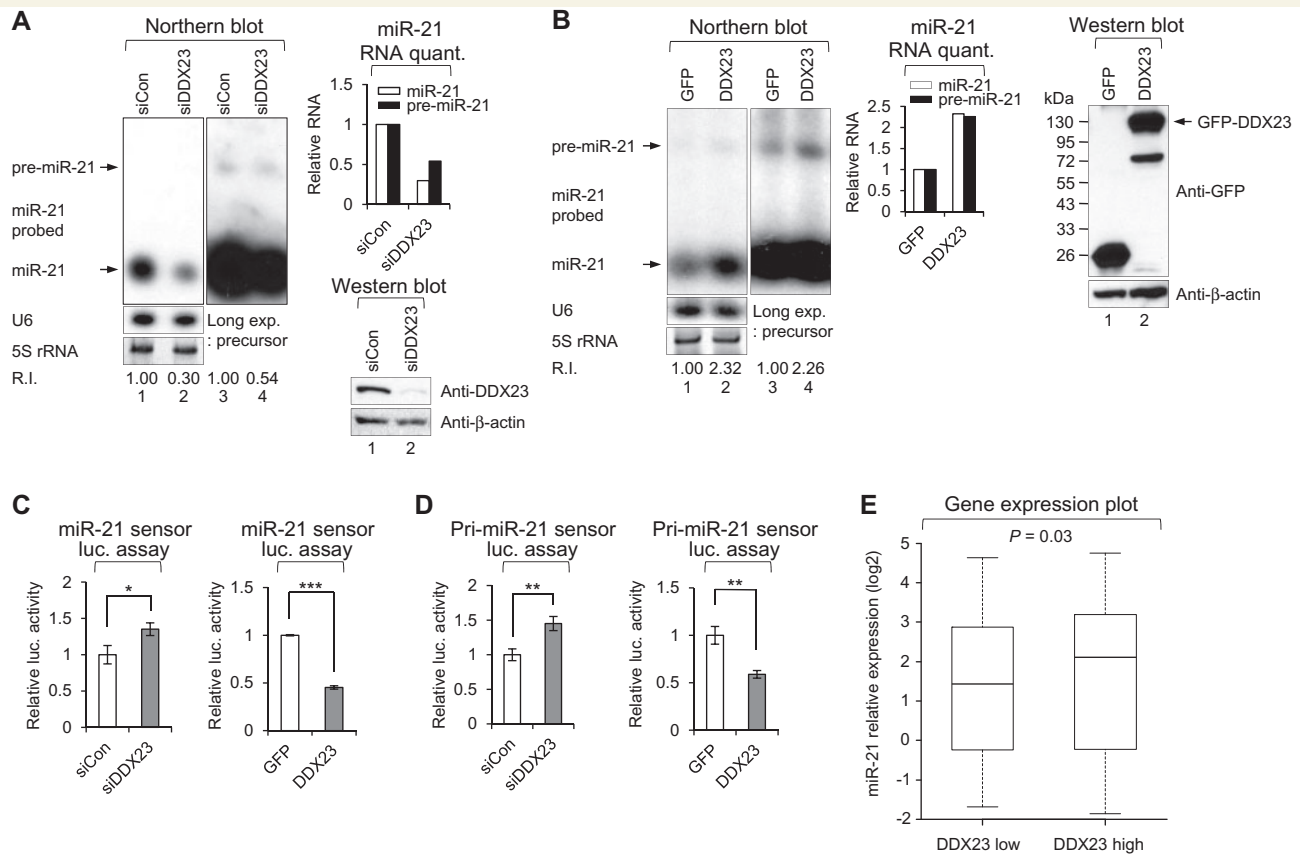 A
Northern blot
siCon
siDDX23
siCon
siDDX23
pre-miR-21
miR-21
probed
miR-21
U6
5S rRNA
Long exp.
: precursor
R.I.
1.00 0.30 1.00 0.54
1 2 3 4
miR-21
RNA quant.
miR-21
pre-miR-21
Relative RNA
1.5
1
0.5
0
siCon
siDDX23
Western blot
siCon
siDDX23
Anti-DDX23
Anti-β-actin
1 2
B
Northern blot
GFP
DDX23
GFP
DDX23
pre-miR-21
miR-21
probed
miR-21
U6
5S rRNA
Long exp.
: precursor
R.I.
1.00 2.32 1.00 2.26
1 2 3 4
miR-21
RNA quant.
miR-21
pre-miR-21
Relative RNA
2.5
2
1.5
1
0.5
0
GFP
DDX23
Western blot
GFP
DDX23
kDa
130
95
72
55
43
33
26
GFP-DDX23
Anti-GFP
Anti-β-actin
1 2
C
miR-21 sensor
luc. assay
Relative luc. activity
2
1.5
1
0.5
0
*
siCon
siDDX23
miR-21 sensor
luc. assay
Relative luc. activity
1.5
1
0.5
0
***
GFP
DDX23
D
Pri-miR-21 sensor
luc. assay
Relative luc. activity
2
1.5
1
0.5
0
**
siCon
siDDX23
Pri-miR-21 sensor
luc. assay
Relative luc. activity
1.5
1
0.5
0
**
GFP
DDX23
E
Gene expression plot
P = 0.03
miR-21 relative expression (log2)
5
4
3
2
1
0
-1
-2
DDX23 low
DDX23 high